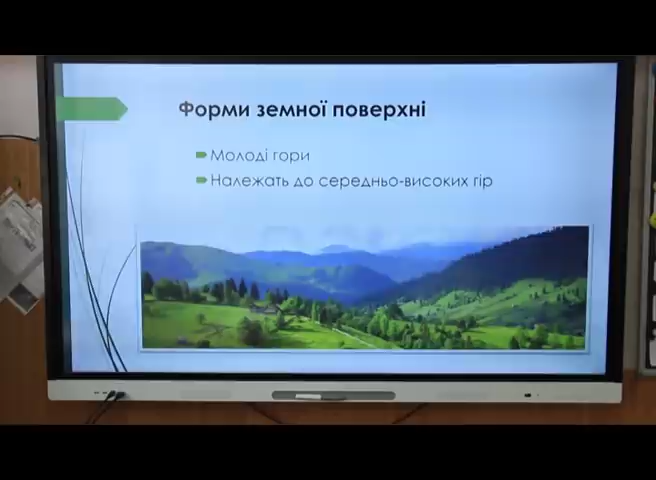 Форми земної поверхні
Молоді гори
Належать до середньо-високих гір